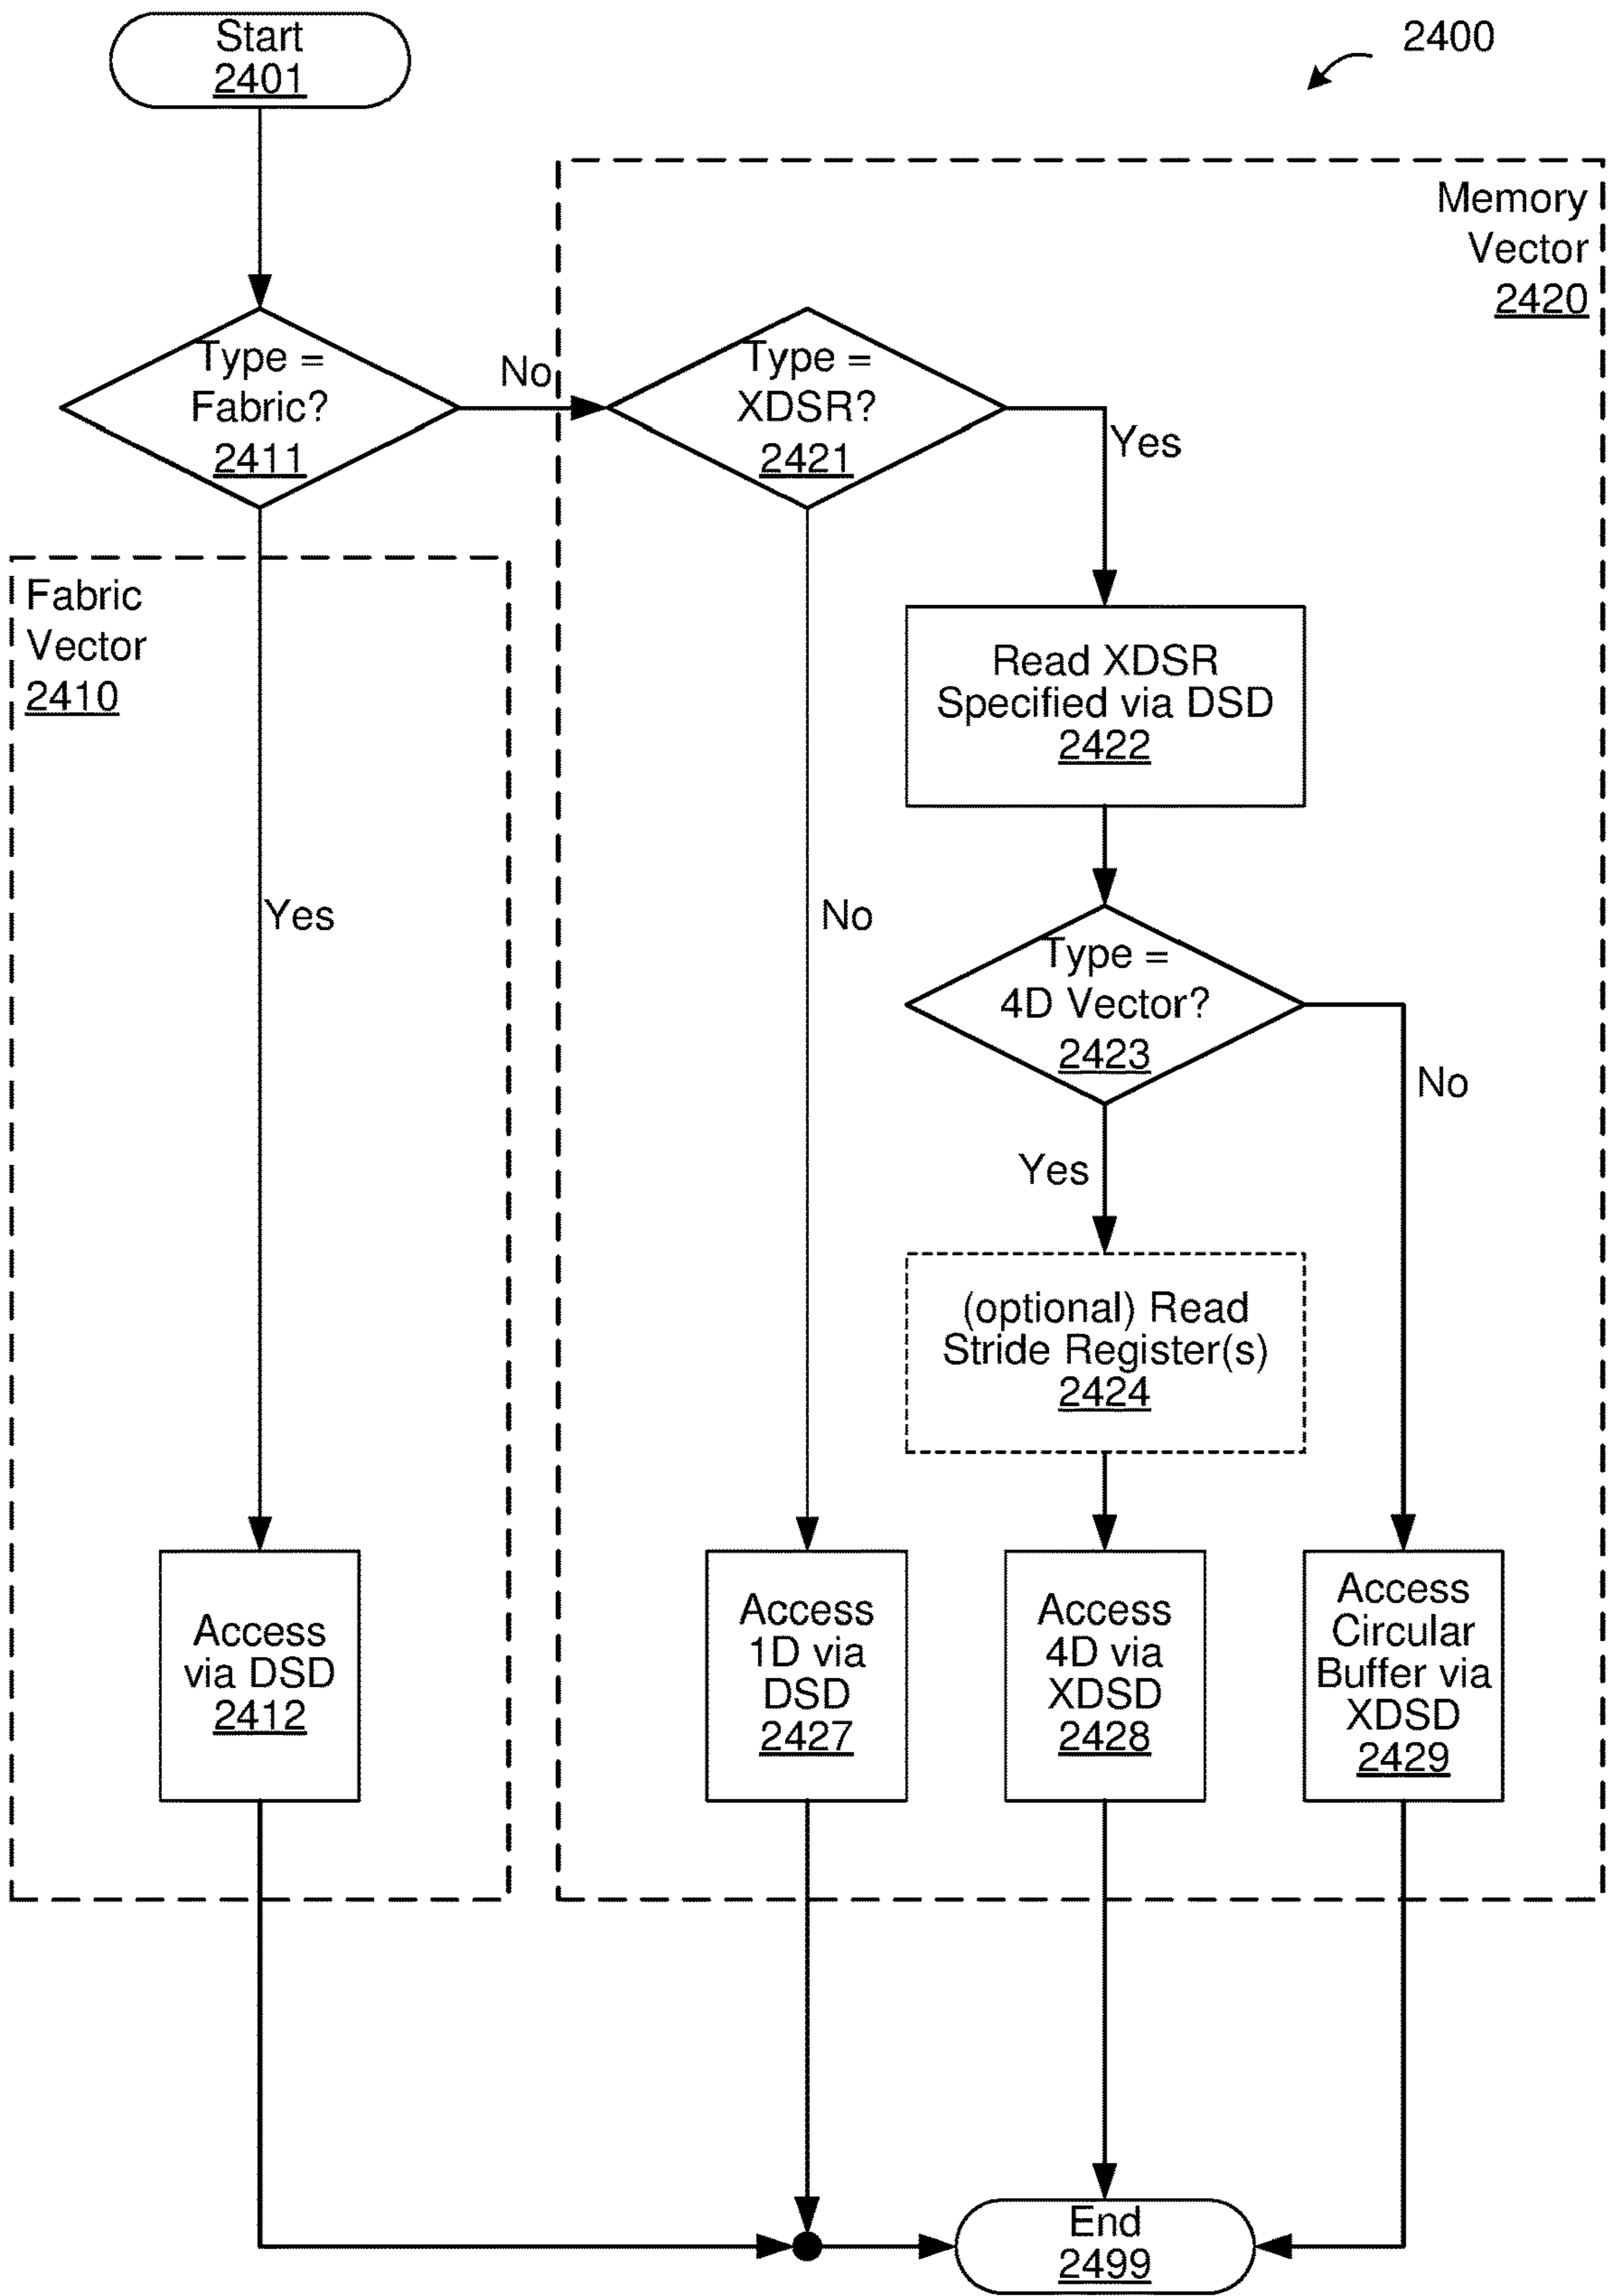 Start
2401
2400
Memory
Vector
2420
Type =
Fabric?
2411
No
Type =
XDSR?
2421
Yes
Fabric
Vector
2410
Read XDSR
Specified via DSD
2422
Yes
No
Type =
4D Vector?
2423
No
Yes
(optional) Read
Stride Register(s)
2424
Access
via DSD
2412
Access
1D via
DSD
2427
Access
4D via
XDSD
2428
Access
Circular
Buffer via
XDSD
2429
End
2499